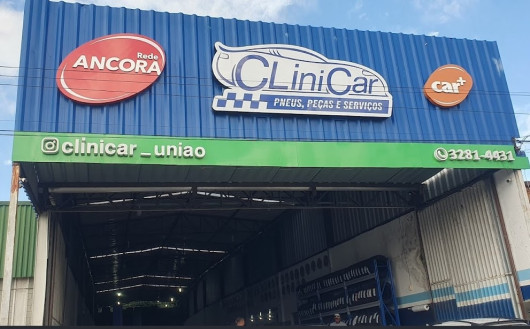 Rede
ANCORA
CLiniCar
PNEUS, PEÇAS E SERVIÇOS
car+
clinicar_uniao
3281-4431